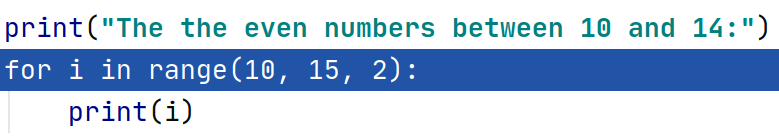 print("The the even numbers between 10 and 14:")
for i in range(10, 15, 2):
    print(i)